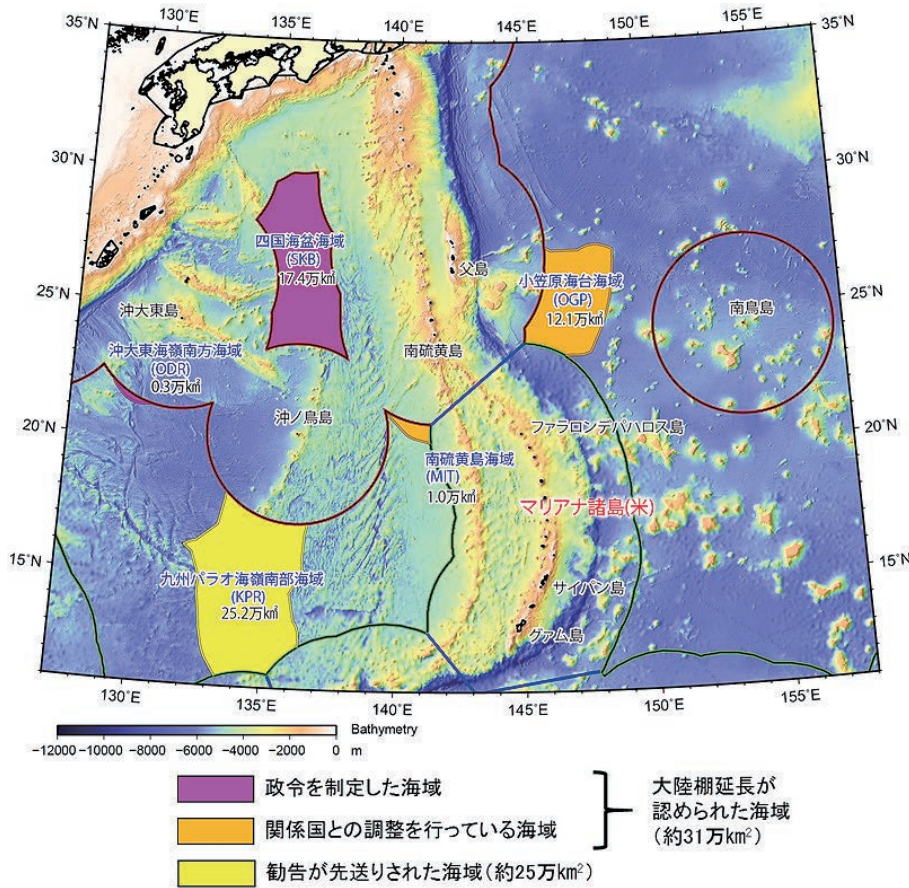 35°N
130°E
135°E
140°E
145°E
150°E
155°E
35°N
30°N
30°N
四国海盆海域
(SKB)
17.4万km²
父島
小笠原海台海域
(OGP)
12.1万km²
南鳥島
25°N
25°N
沖大東島
沖大東海嶺南方海域
(ODR)
0.3万km²
南硫黄島
沖ノ鳥島
20°N
20°N
ファラロンデパハロス島
南硫黄島海域
(MIT)
1.0万km²
マリアナ諸島(米)
15°N
15°N
九州パラオ海嶺南部海域
(KPR)
25.2万km²
サイパン島
グァム島
130°E
135°E
140°E
145°E
150°E
155°E
Bathymetry
m
−12000 −10000 −8000 −6000 −4000 −2000 0
政令を制定した海域
関係国との調整を行っている海域
大陸棚延長が
認められた海域
(約31万km²)
勧告が先送りされた海域(約25万km²)